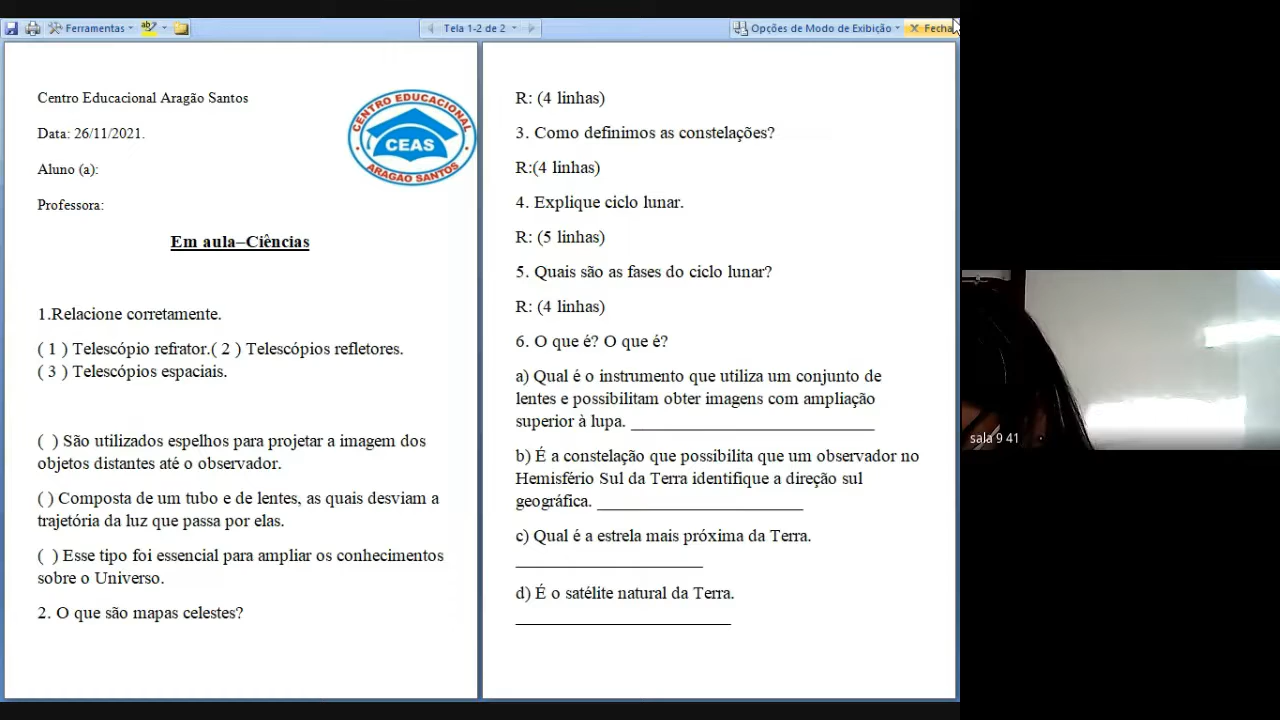 Ferramentas
Tela 1-2 de 2
Opções de Modo de Exibição
Fecha
Centro Educacional Aragão Santos
Data: 26/11/2021.
Aluno (a):
Professora:
CENTRO EDUCACIONAL
CEAS
ARAGAO SANTOS
Em aula–Ciências
1.Relacione corretamente.
( 1 ) Telescópio refrator.( 2 ) Telescópios refletores.
( 3 ) Telescópios espaciais.
( ) São utilizados espelhos para projetar a imagem dos
objetos distantes até o observador.
( ) Composta de um tubo e de lentes, as quais desviam a
trajetória da luz que passa por elas.
( ) Esse tipo foi essencial para ampliar os conhecimentos
sobre o Universo.
2. O que são mapas celestes?
R: (4 linhas)
3. Como definimos as constelações?
R:(4 linhas)
4. Explique ciclo lunar.
R: (5 linhas)
5. Quais são as fases do ciclo lunar?
R: (4 linhas)
6. O que é? O que é?
a) Qual é o instrumento que utiliza um conjunto de
lentes e possibilitam obter imagens com ampliação
superior à lupa. ___________________________
b) É a constelação que possibilita que um observador no
Hemisfério Sul da Terra identifique a direção sul
geográfica. _______________________
c) Qual é a estrela mais próxima da Terra.
_____________________
d) É o satélite natural da Terra.
________________________
sala 9 41